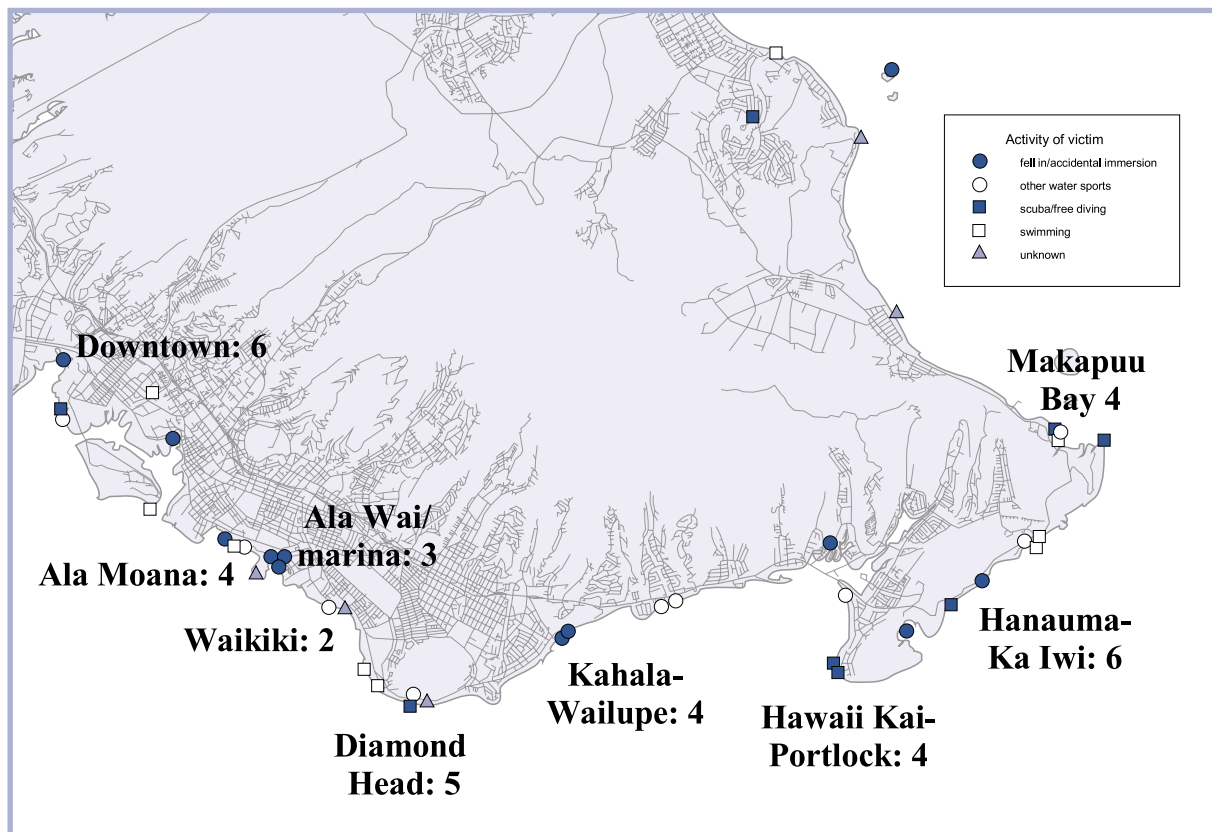 Activity of victim
fell in/accidental immersion
other water sports
scuba/free diving
swimming
unknown
Downtown: 6
Makapuu
Bay 4
Ala Wai/
marina: 3
Ala Moana: 4
Waikiki: 2
Hanauma-
Ka Iwi: 6
Kahala-
Wailupe: 4
Hawaii Kai-
Portlock: 4
Diamond
Head: 5